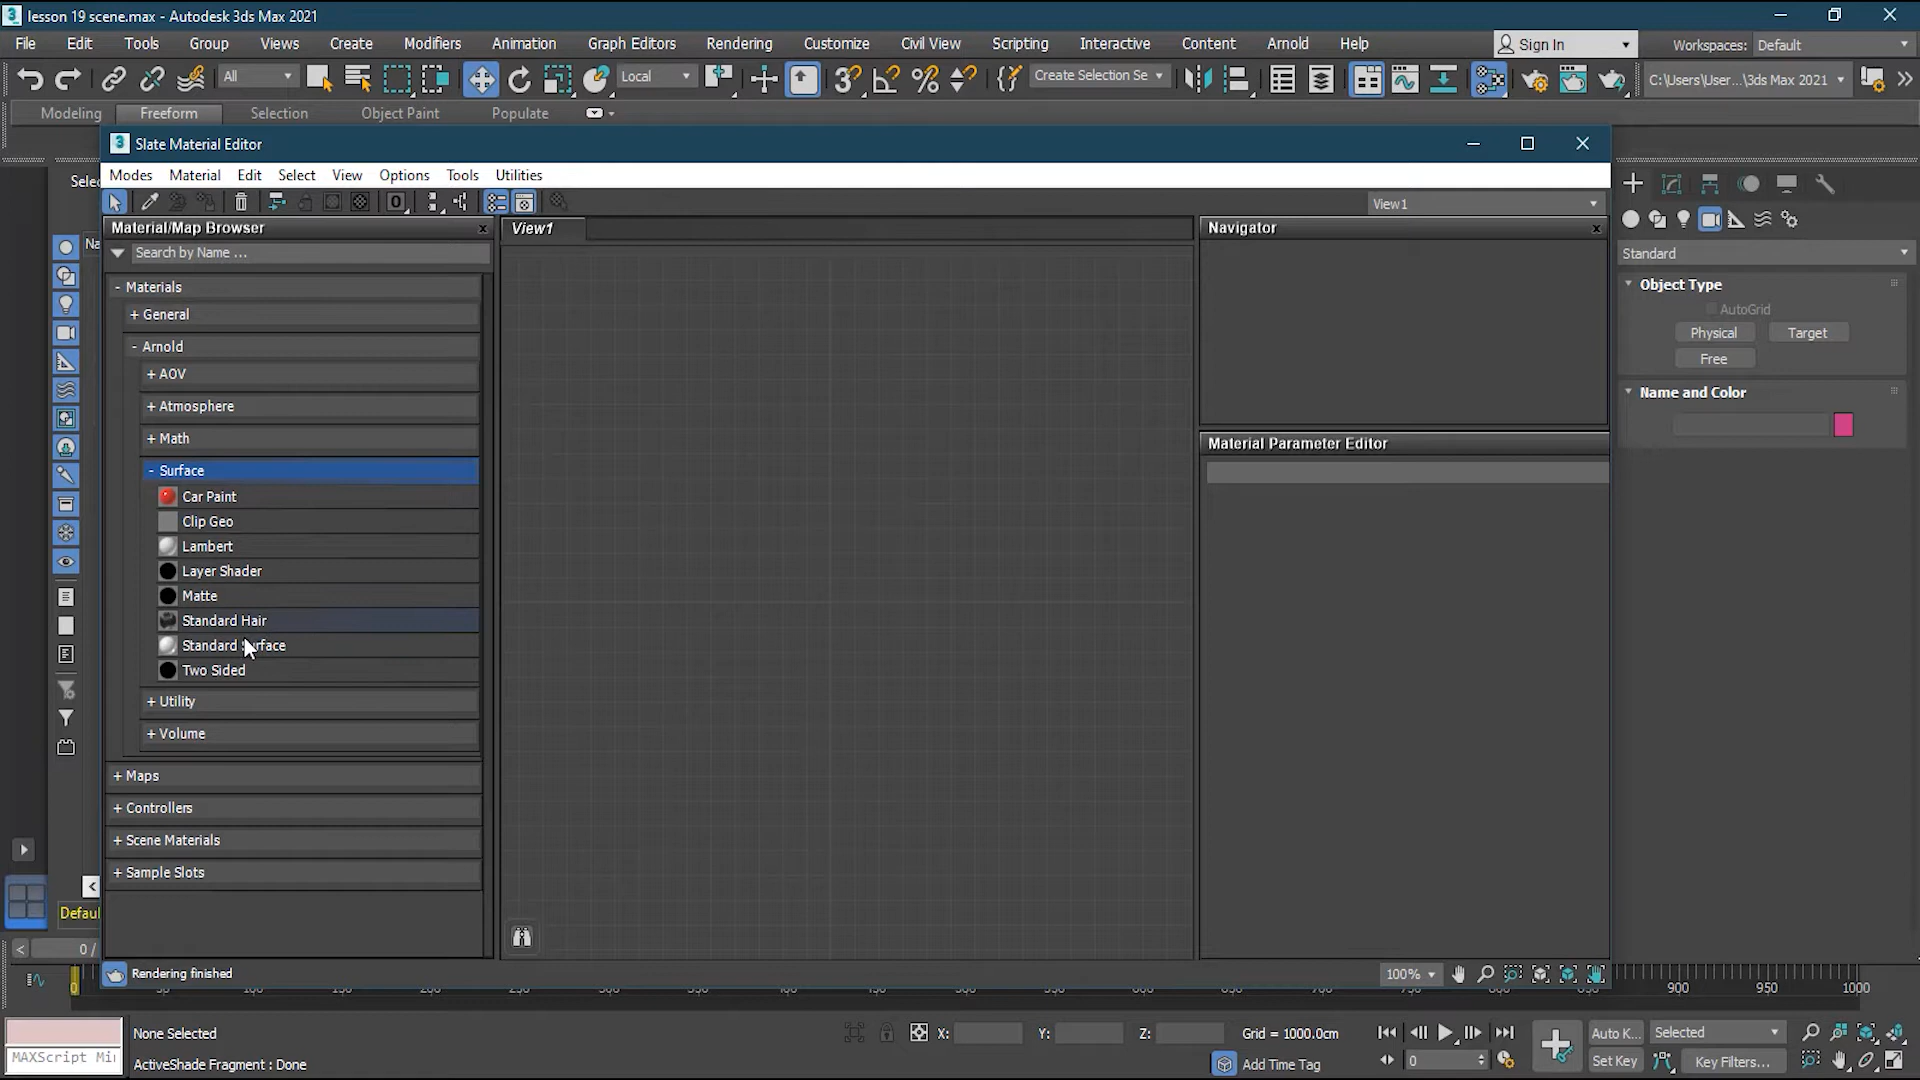 lesson 19 scene.max - Autodesk 3ds Max 2021
File Edit Tools Group Views Create Modifiers Animation Graph Editors Rendering Customize Civil View Scripting Interactive Content Arnold Help Sign In Workspaces: Default
All Local Create Selection Se C:\Users\User...\3ds Max 2021
Modeling Freeform Selection Object Paint Populate
Slate Material Editor
Modes Material Edit Select View Options Tools Utilities
View1
Material/Map Browser
Search by Name ...
- Materials
+ General
- Arnold
+ AOV
+ Atmosphere
+ Math
- Surface
Car Paint
Clip Geo
Lambert
Layer Shader
Matte
Standard Hair
Standard Surface
Two Sided
+ Utility
+ Volume
+ Maps
+ Controllers
+ Scene Materials
+ Sample Slots
View1
Navigator
Material Parameter Editor
Rendering finished
100%
Standard
Object Type
AutoGrid
Physical Target
Free
Name and Color
0 /
900 950 1000
None Selected
X: Y: Z: Grid = 1000.0cm
Auto K... Selected
MAXScript Mi
ActiveShade Fragment : Done
Add Time Tag
0
Set Key Key Filters...